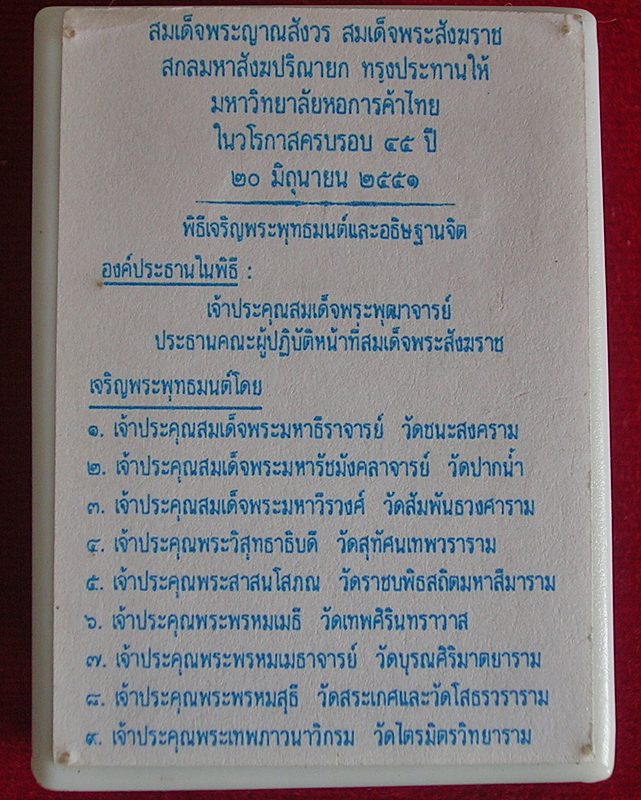 สมเด็จพระญาณสังวร สมเด็จพระสังฆราช
สกลมหาสังฆปริณายก ทรงประทานให้
มหาวิทยาลัยหอการค้าไทย
ในวโรกาสครบรอบ ๔๕ ปี
๒๐ มิถุนายน ๒๕๕๑
พิธีเจริญพระพุทธมนต์และอธิษฐานจิต
องค์ประธานในพิธี :
เจ้าประคุณสมเด็จพระพุฒาจารย์
ประธานคณะผู้ปฏิบัติหน้าที่สมเด็จพระสังฆราช
เจริญพระพุทธมนต์โดย
๑. เจ้าประคุณสมเด็จพระมหาธีราจารย์ วัดชนะสงคราม
๒. เจ้าประคุณสมเด็จพระมหารัชมังคลาจารย์ วัดปากน้ำ
๓. เจ้าประคุณสมเด็จพระมหาวีรวงศ์ วัดสัมพันธวงศาราม
๔. เจ้าประคุณพระวิสุทธาธิบดี วัดสุทัศนเทพวราราม
๕. เจ้าประคุณพระสาสนโสภณ วัดราชบพิธสถิตมหาสีมาราม
๖. เจ้าประคุณพระพรหมเมธี วัดเทพศิรินทราวาส
๗. เจ้าประคุณพระพรหมเมธาจารย์ วัดบุรณศิริมาตยาราม
๘. เจ้าประคุณพระพรหมสุธี วัดสระเกศและวัดโสธรวราราม
๙. เจ้าประคุณพระเทพภาวนาวิกรม วัดไตรมิตรวิทยาราม